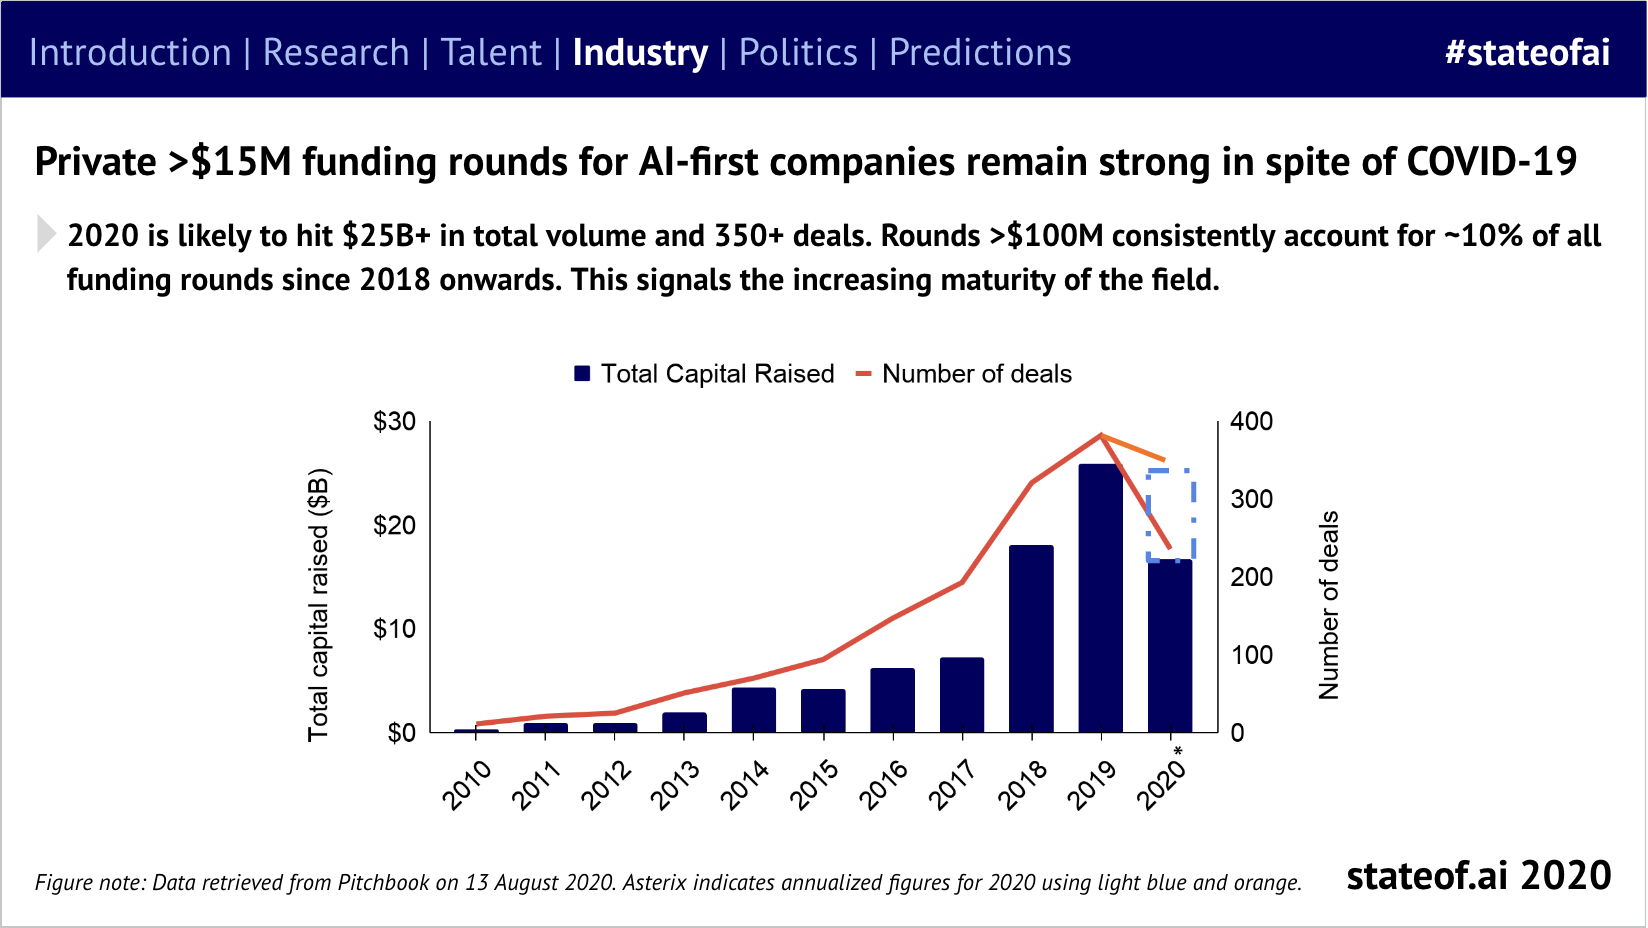 Introduction | Research | Talent | Industry | Politics | Predictions
#stateofai
Private >$15M funding rounds for AI-first companies remain strong in spite of COVID-19
2020 is likely to hit $25B+ in total volume and 350+ deals. Rounds >$100M consistently account for ~10% of all
funding rounds since 2018 onwards. This signals the increasing maturity of the field.
Total Capital Raised
Number of deals
Total capital raised ($B)
$30
$20
$10
$0
400
300
200
100
0
Number of deals
2010
2011
2012
2013
2014
2015
2016
2017
2018
2019
2020*
Figure note: Data retrieved from Pitchbook on 13 August 2020. Asterix indicates annualized figures for 2020 using light blue and orange.
stateof.ai 2020